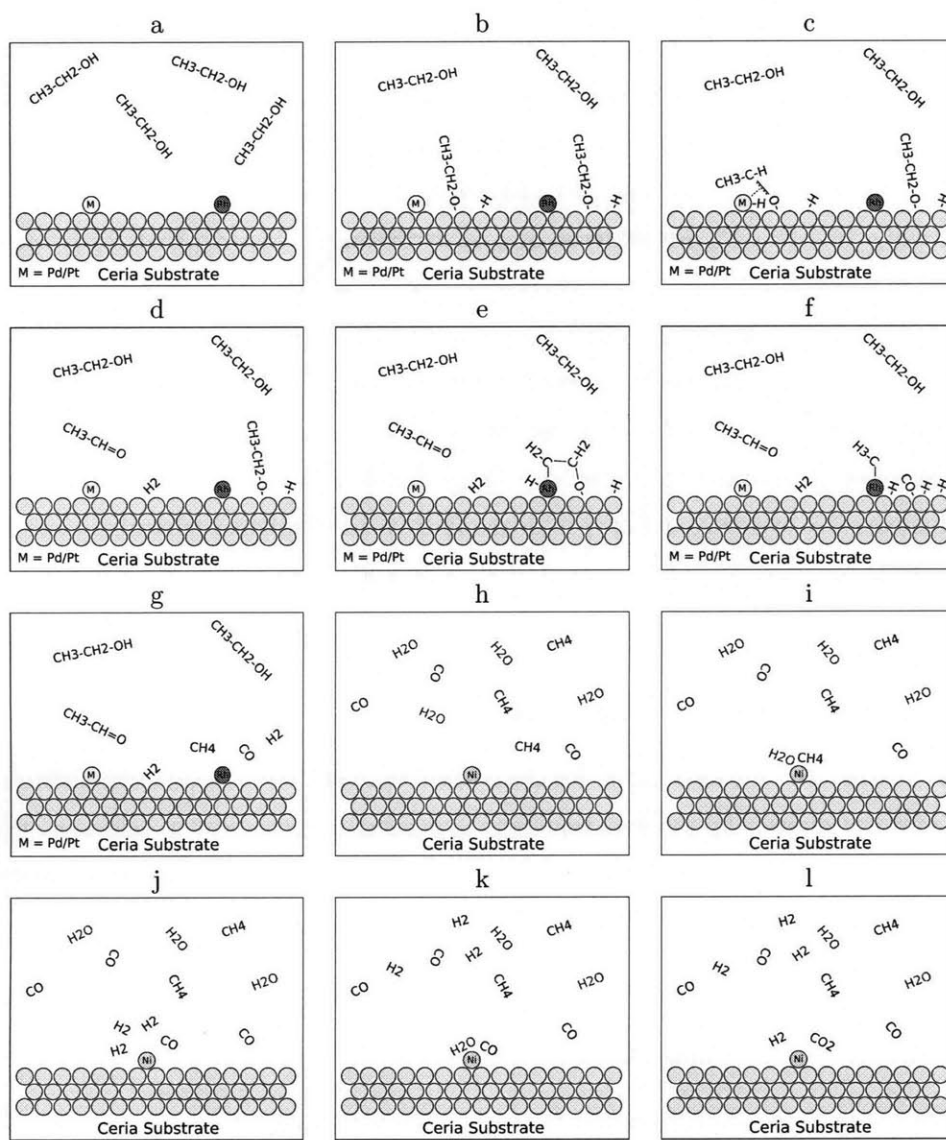 a
CH3-CH2-OH
CH3-CH2-OH
CH3-CH2-OH
CH3-CH2-OH
M
Rh
M = Pd/Pt Ceria Substrate
b
CH3-CH2-OH
CH3-CH2-OH
CH3-CH2-O-
-H
CH3-CH2-O-
-H
M
Rh
M = Pd/Pt Ceria Substrate
c
CH3-CH2-OH
CH3-CH2-OH
CH3-C-H
CH3-CH2-O-
M -H O- -H Rh -H
M = Pd/Pt Ceria Substrate
d
CH3-CH2-OH
CH3-CH2-OH
CH3-CH=O
CH3-CH2-O-
M H2 Rh -H
M = Pd/Pt Ceria Substrate
e
CH3-CH2-OH
CH3-CH2-OH
CH3-CH=O
H2-C C-H2
H- O-
M H2 Rh -H
M = Pd/Pt Ceria Substrate
f
CH3-CH2-OH
CH3-CH2-OH
CH3-CH=O
H3-C
M H2 Rh -H CO -H -H
M = Pd/Pt Ceria Substrate
g
CH3-CH2-OH
CH3-CH2-OH
CH3-CH=O
CH4 CO H2
M H2 Rh
M = Pd/Pt Ceria Substrate
h
H2O H2O CH4
CO
CO H2O CH4 H2O
CH4 CO
Ni
Ceria Substrate
i
H2O H2O CH4
CO
CO CH4 H2O
H2O CH4 CO
Ni
Ceria Substrate
j
H2O H2O CH4
CO
CO CH4 H2O
H2 H2
H2 CO CO
Ni
Ceria Substrate
k
H2 H2O CH4
H2 CO H2
CO CH4 H2O
H2O CO CO
Ni
Ceria Substrate
l
H2 H2O CH4
H2 CO H2
CO CH4 H2O
H2 CO2 CO
Ni
Ceria Substrate